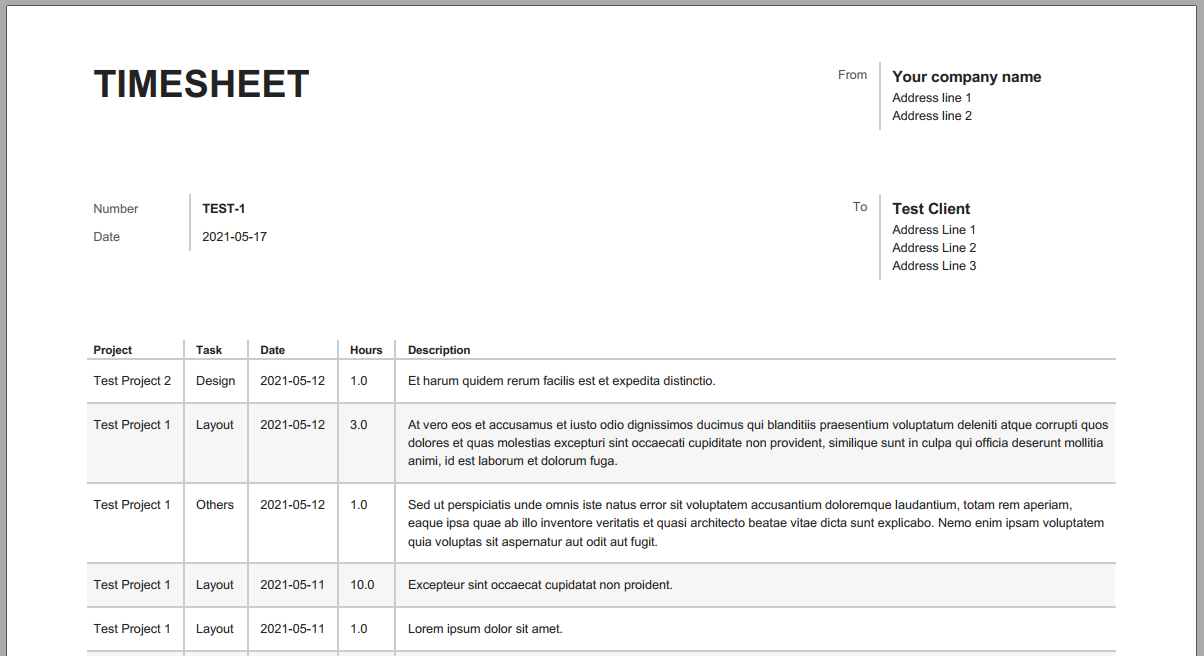 TIMESHEET
From
Your company name
Address line 1
Address line 2
Number TEST-1
Date 2021-05-17
To
Test Client
Address Line 1
Address Line 2
Address Line 3
Project Task Date Hours Description
Test Project 2 Design 2021-05-12 1.0 Et harum quidem rerum facilis est et expedita distinctio.
Test Project 1 Layout 2021-05-12 3.0 At vero eos et accusamus et iusto odio dignissimos ducimus qui blanditiis praesentium voluptatum deleniti atque corrupti quos
dolores et quas molestias excepturi sint occaecati cupiditate non provident, similique sunt in culpa qui officia deserunt mollitia
animi, id est laborum et dolorum fuga.
Test Project 1 Others 2021-05-12 1.0 Sed ut perspiciatis unde omnis iste natus error sit voluptatem accusantium doloremque laudantium, totam rem aperiam,
eaque ipsa quae ab illo inventore veritatis et quasi architecto beatae vitae dicta sunt explicabo. Nemo enim ipsam voluptatem
quia voluptas sit aspernatur aut odit aut fugit.
Test Project 1 Layout 2021-05-11 10.0 Excepteur sint occaecat cupidatat non proident.
Test Project 1 Layout 2021-05-11 1.0 Lorem ipsum dolor sit amet.